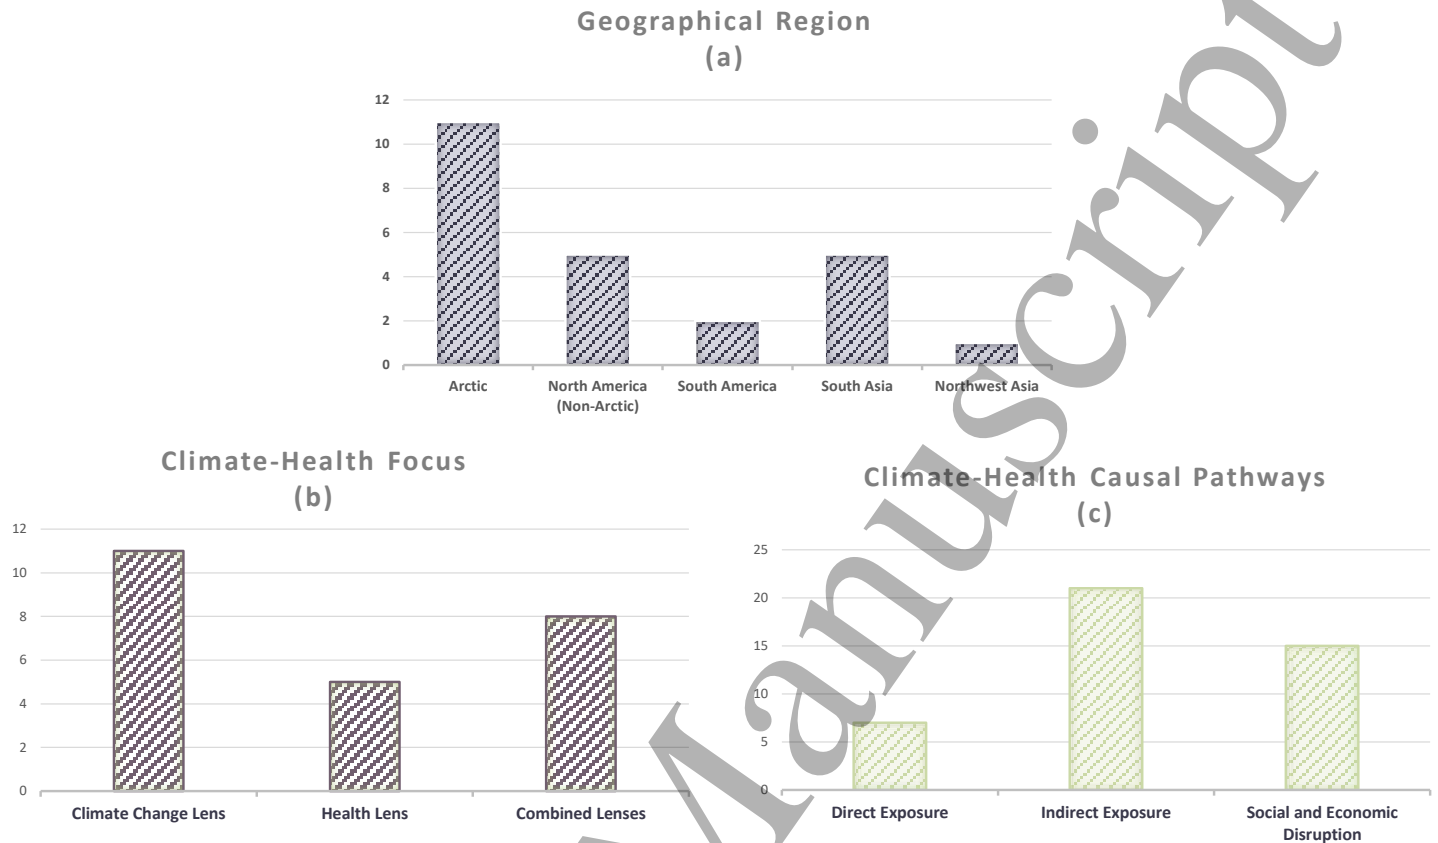 Geographical Region
(a)
12
10
8
6
4
2
0
Arctic
North America
(Non-Arctic)
South America
South Asia
Northwest Asia
Climate-Health Focus
(b)
12
10
8
6
4
2
0
Climate Change Lens
Health Lens
Combined Lenses
Climate-Health Causal Pathways
(c)
25
20
15
10
5
0
Direct Exposure
Indirect Exposure
Social and Economic
Disruption
Manuscript